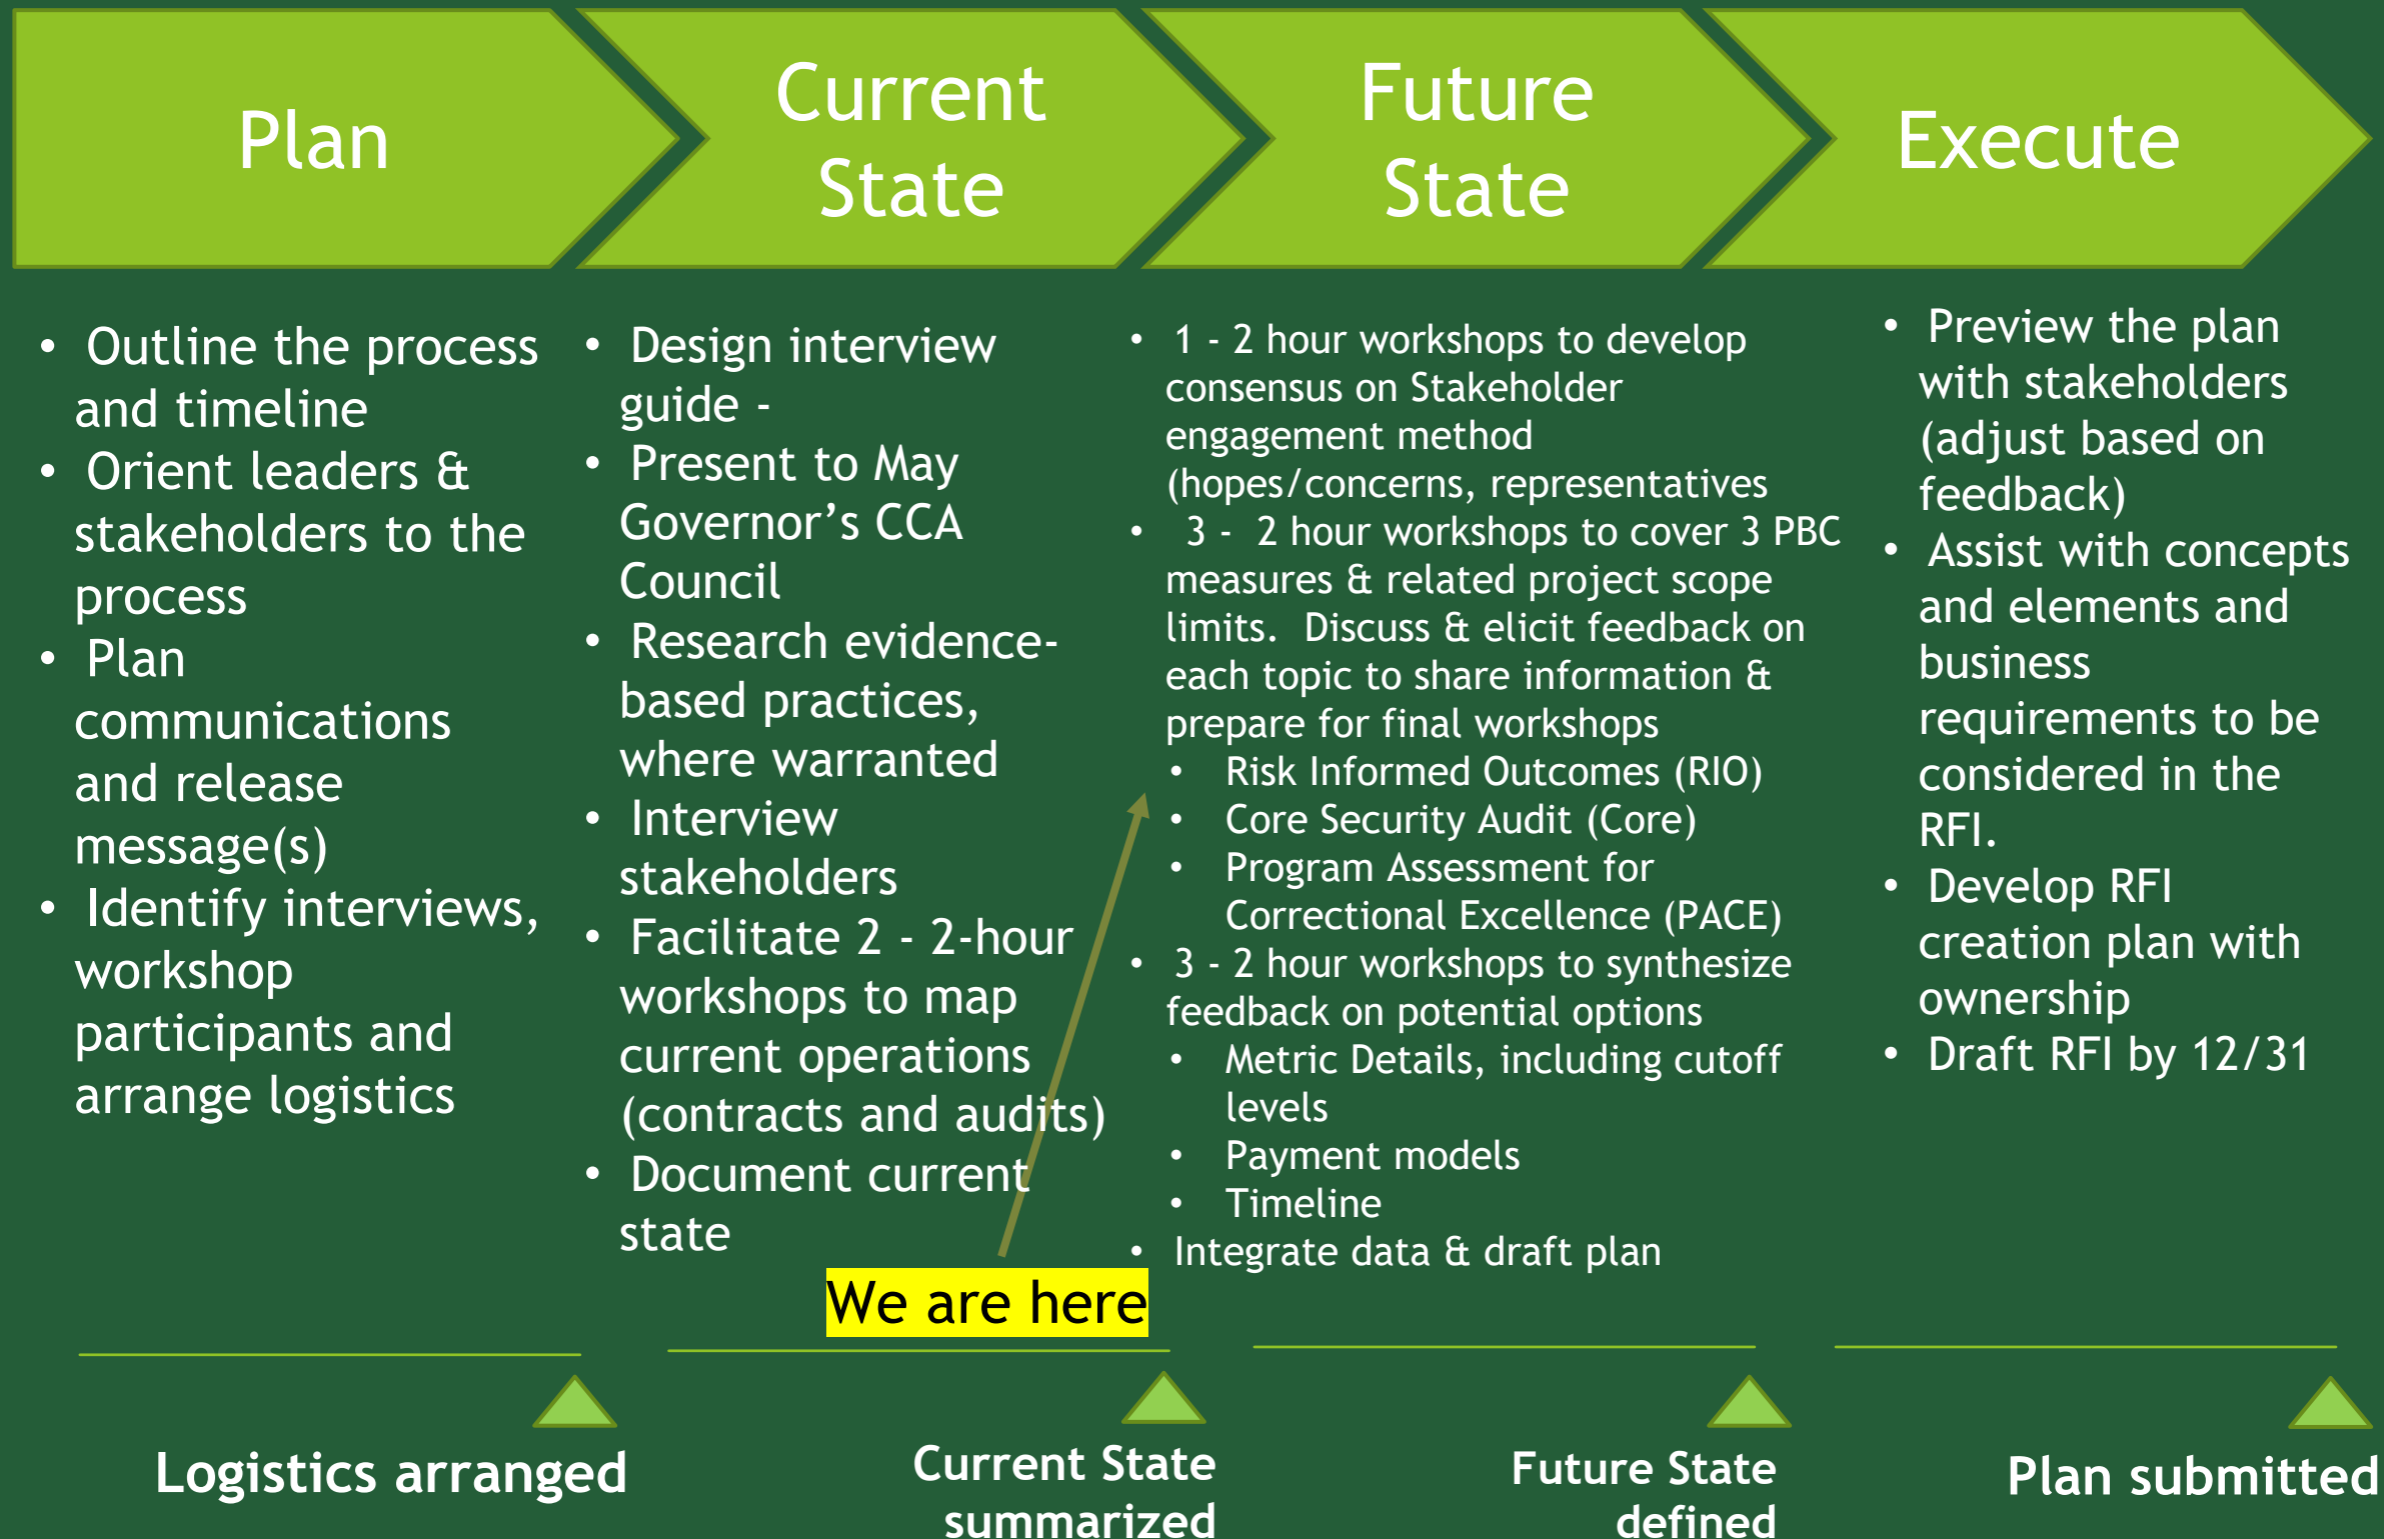 Plan
Current
State
Future
State
Execute
• Outline the process
and timeline
• Orient leaders &
stakeholders to the
process
• Plan
communications
and release
message(s)
• Identify interviews,
workshop
participants and
arrange logistics
• Design interview
guide -
• Present to May
Governor’s CCA
Council
• Research evidence-
based practices,
where warranted
• Interview
stakeholders
• Facilitate 2 - 2-hour
workshops to map
current operations
(contracts and audits)
• Document current
state
• 1 - 2 hour workshops to develop
consensus on Stakeholder
engagement method
(hopes/concerns, representatives
• 3 - 2 hour workshops to cover 3 PBC
measures & related project scope
limits. Discuss & elicit feedback on
each topic to share information &
prepare for final workshops
• Risk Informed Outcomes (RIO)
• Core Security Audit (Core)
• Program Assessment for
Correctional Excellence (PACE)
• 3 - 2 hour workshops to synthesize
feedback on potential options
• Metric Details, including cutoff
levels
• Payment models
• Timeline
• Integrate data & draft plan
• Preview the plan
with stakeholders
(adjust based on
feedback)
• Assist with concepts
and elements and
business
requirements to be
considered in the
RFI.
• Develop RFI
creation plan with
ownership
• Draft RFI by 12/31
We are here
Logistics arranged
Current State
summarized
Future State
defined
Plan submitted